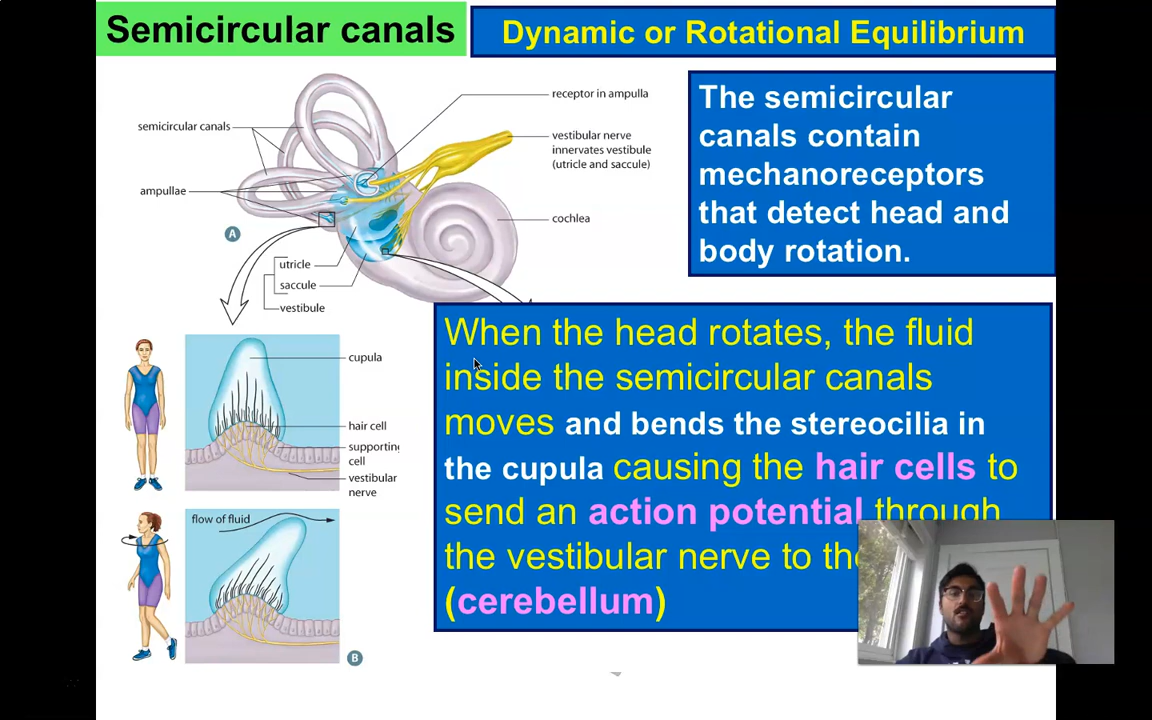 Semicircular canals
Dynamic or Rotational Equilibrium
receptor in ampulla
semicircular canals
vestibular nerve
innervates vestibule
(utricle and saccule)
ampullae
cochlea
A
utricle
saccule
vestibule
The semicircular
canals contain
mechanoreceptors
that detect head and
body rotation.
cupula
hair cell
supporting
cell
vestibular
nerve
flow of fluid
B
When the head rotates, the fluid
inside the semicircular canals
moves and bends the stereocilia in
the cupula causing the hair cells to
send an action potential through
the vestibular nerve to the
(cerebellum)